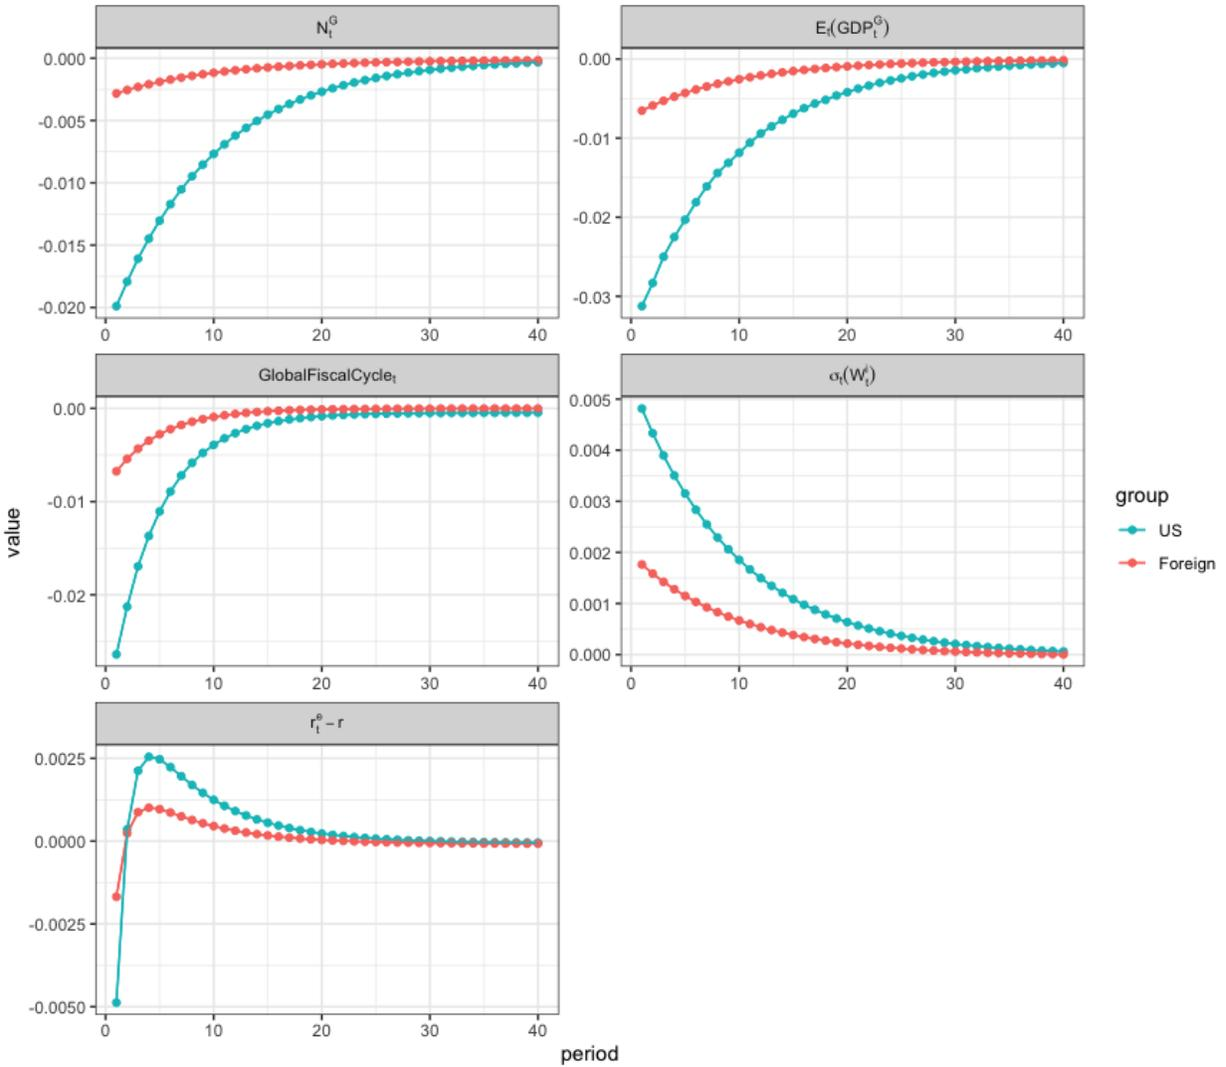 N_t^G
E_t(GDP_t^G)
0.000
-0.005
-0.010
-0.015
-0.020
0 10 20 30 40
0.00
-0.01
-0.02
-0.03
0 10 20 30 40
GlobalFiscalCycle_t
σ_t(W_t^i)
0.00
-0.01
-0.02
0 10 20 30 40
0.005
0.004
0.003
0.002
0.001
0.000
0 10 20 30 40
r_t^e – r
0.0025
0.0000
-0.0025
-0.0050
0 10 20 30 40
value
period
group
US
Foreign